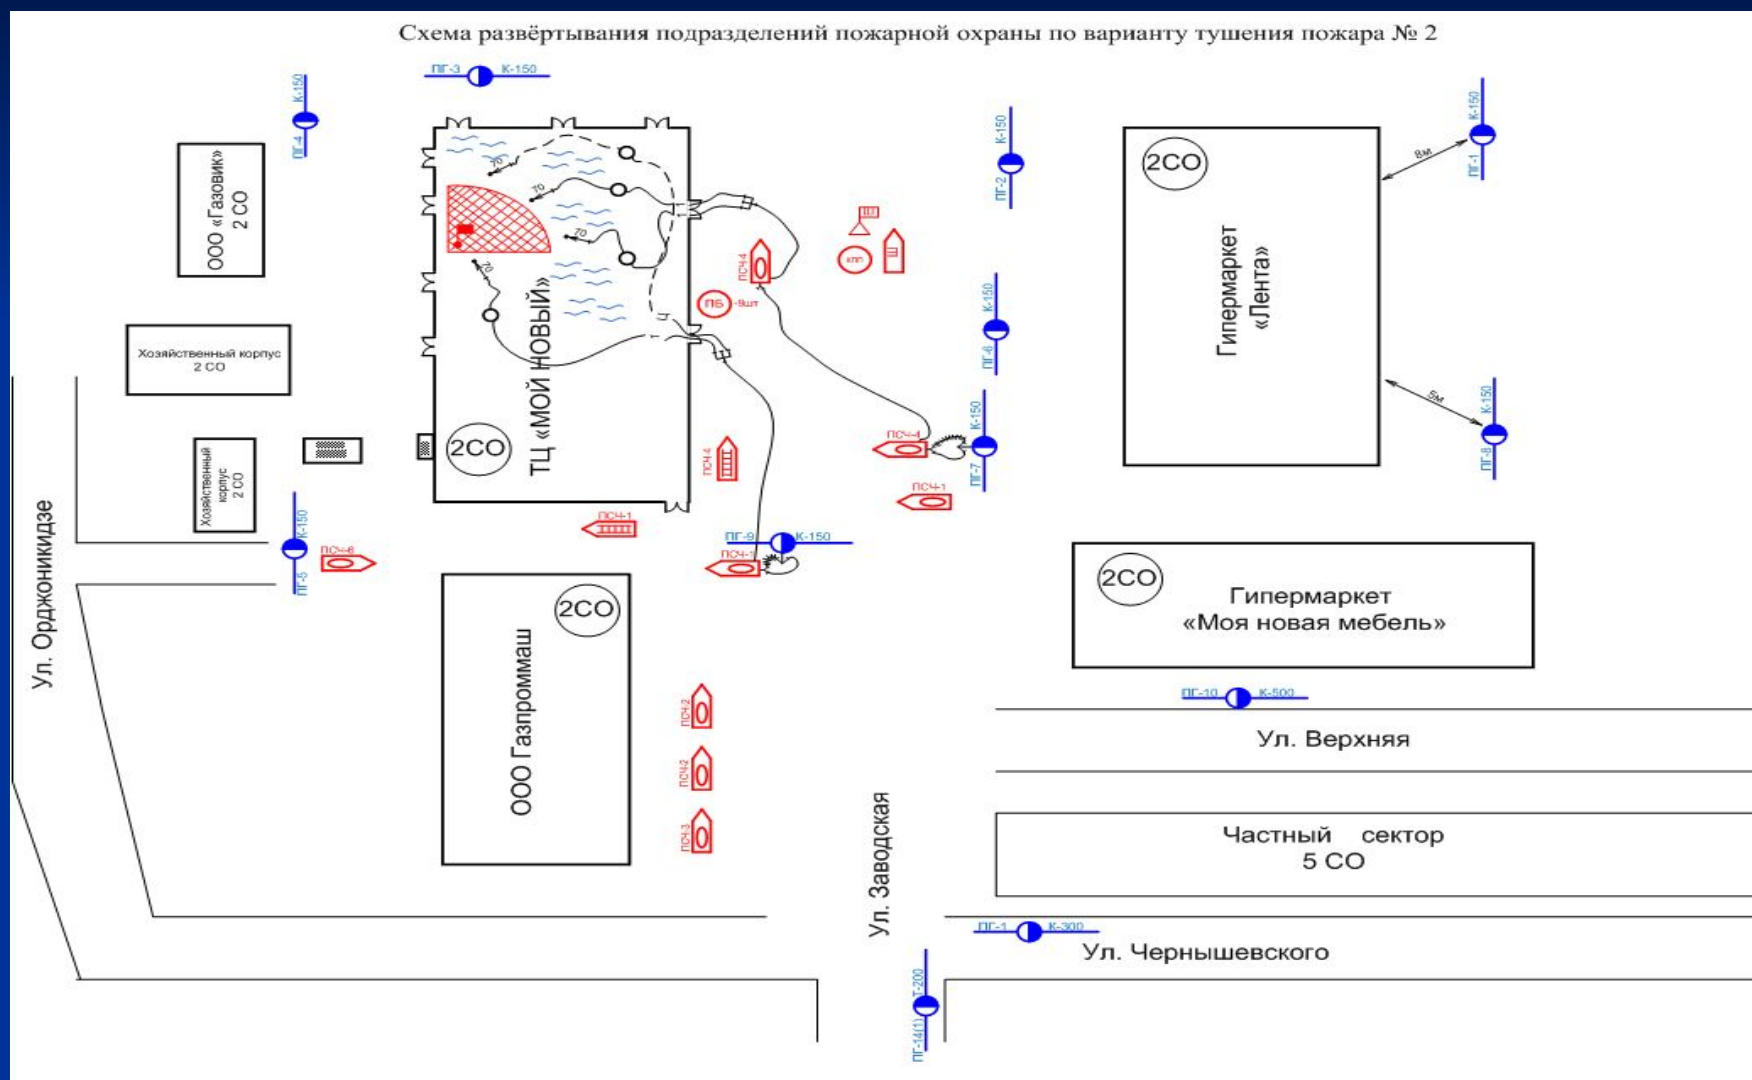 Схема развёртывания подразделений пожарной охраны по варианту тушения пожара № 2
ПГ-3 К-150
К-150
ПГ-4
К-150
ПГ-2
К-150
ПГ-1
8м
ООО «Газовик»
2 СО
70
70
70
70
2СО
Гипермаркет
«Лента»
Ш
КПП
Ш
ПСЧ-4
ПБ -9шт
К-150
ПГ-6
Хозяйственный корпус
2 СО
ТЦ «МОЙ НОВЫЙ»
2СО
5м
К-150
ПГ-8
К-150
ПГ-7
ПСЧ-4
ПСЧ-4
ПСЧ-1
Хозяйственный
корпус
2 СО
К-150
ПГ-5
ПСЧ-6
ПСЧ-1
ПГ-9 К-150
ПСЧ-1
Ул. Орджоникидзе
2СО
ООО Газпроммаш
2СО
Гипермаркет
«Моя новая мебель»
ПСЧ-2
ПСЧ-2
ПСЧ-3
ПГ-10 К-500
Ул. Верхняя
Ул. Заводская
Частный сектор
5 СО
ПГ-1 К-300
Ул. Чернышевского
Т-200
ПГ-14(1)